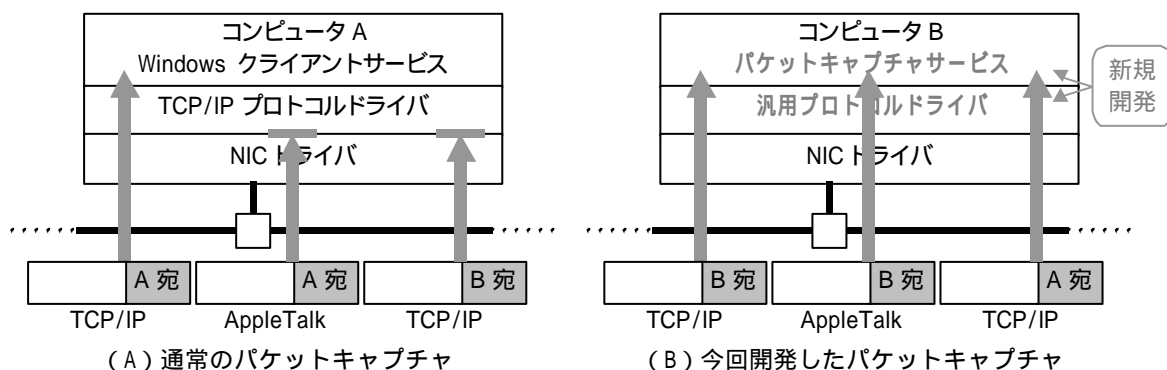 コンピュータ A
Windows クライアントサービス
TCP/IP プロトコルドライバ
NIC ドライバ
A 宛
A 宛
B 宛
TCP/IP
AppleTalk
TCP/IP
(A)通常のパケットキャプチャ
コンピュータ B
パケットキャプチャサービス
汎用プロトコルドライバ
NIC ドライバ
新規
開発
B 宛
B 宛
A 宛
TCP/IP
AppleTalk
TCP/IP
(B)今回開発したパケットキャプチャ